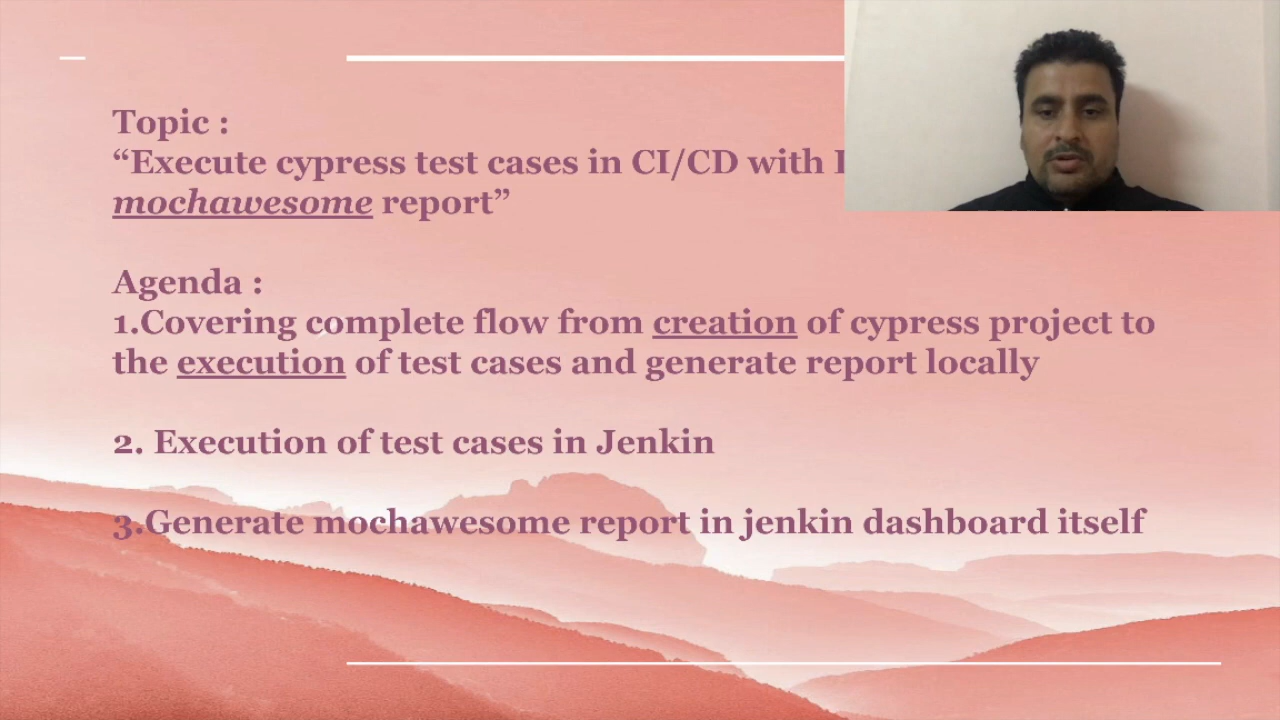 Topic :
“Execute cypress test cases in CI/CD with
mochawesome report”
Agenda :
1.Covering complete flow from creation of cypress project to
the execution of test cases and generate report locally
2. Execution of test cases in Jenkin
3.Generate mochawesome report in jenkin dashboard itself